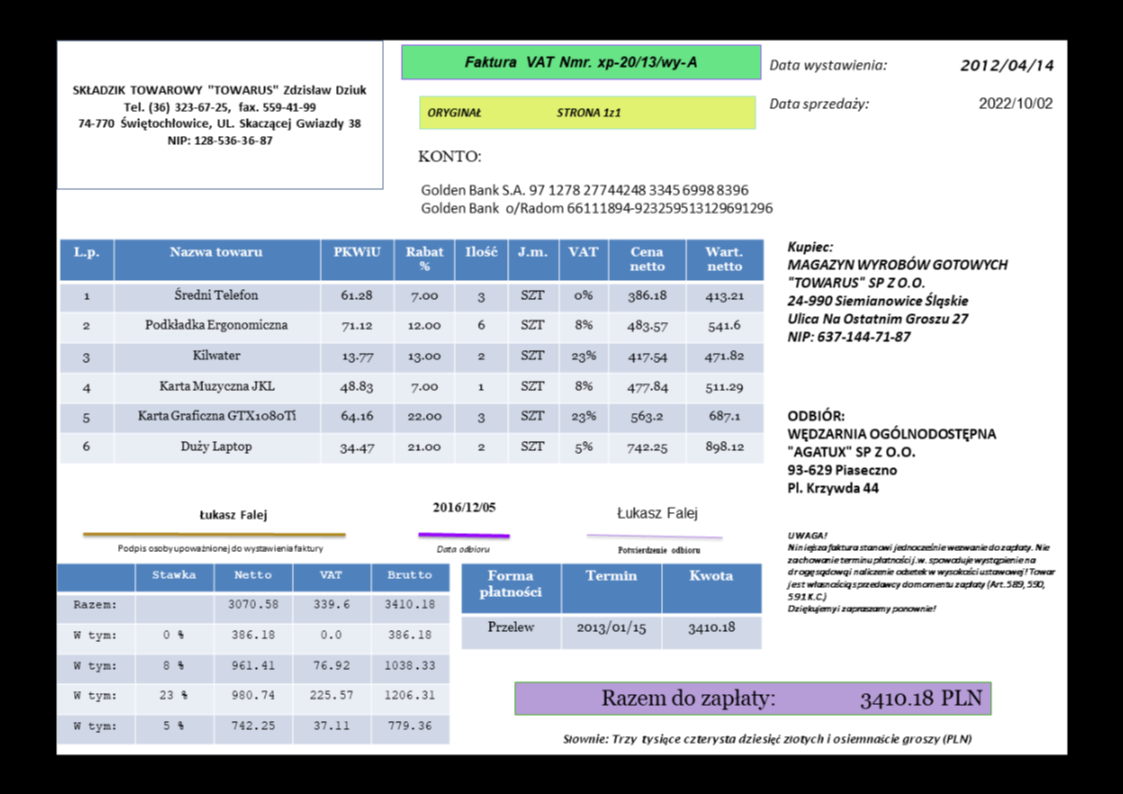 SKŁADZIK TOWAROWY "TOWARUS" Zdzisław Dziuk
Tel. (36) 323-67-25, fax. 559-41-99
74-770 Świętochłowice, UL. Skaczącej Gwiazdy 38
NIP: 128-536-36-87
Faktura VAT Nmr. xp-20/13/wy-A
ORYGINAŁ STRONA 1z1
Data wystawienia: 2012/04/14
Data sprzedaży: 2022/10/02
KONTO:
Golden Bank S.A. 97 1278 27744248 3345 6998 8396
Golden Bank o/Radom 66111894-923259513129691296
L.p. Nazwa towaru PKWiU Rabat % Ilość J.m. VAT Cena netto Wart. netto
1 Średni Telefon 61.28 7.00 3 SZT 0% 386.18 413.21
2 Podkładka Ergonomiczna 71.12 12.00 6 SZT 8% 483.57 541.6
3 Kilwater 13.77 13.00 2 SZT 23% 417.54 471.82
4 Karta Muzyczna JKL 48.83 7.00 1 SZT 8% 477.84 511.29
5 Karta Graficzna GTX1080Ti 64.16 22.00 3 SZT 23% 563.2 687.1
6 Duży Laptop 34.47 21.00 2 SZT 5% 742.25 898.12
Kupiec:
MAGAZYN WYROBÓW GOTOWYCH
"TOWARUS" SP Z O.O.
24-990 Siemianowice Śląskie
Ulica Na Ostatnim Groszu 27
NIP: 637-144-71-87
ODBIÓR:
WĘDZARNIA OGÓLNODOSTĘPNA
"AGATUX" SP Z O.O.
93-629 Piaseczno
Pl. Krzywda 44
Łukasz Falej
Podpis osoby upoważnionej do wystawienia faktury
2016/12/05
Data odbioru
Łukasz Falej
Potwierdzenie odbioru
UWAGA!
Niniejsza faktura stanowi jednocześnie wezwanie do zapłaty. Nie
zachowanie terminu płatności j.w. spowoduje wystąpienie na
drogę sądową i naliczenie odsetek w wysokości ustawowej! Towar
jest własnością sprzedawcy do momentu zapłaty (Art. 589, 590,
591 K.C.)
Dziękujemy i zapraszamy ponownie!
Stawka Netto VAT Brutto
Razem: 3070.58 339.6 3410.18
W tym: 0 % 386.18 0.0 386.18
W tym: 8 % 961.41 76.92 1038.33
W tym: 23 % 980.74 225.57 1206.31
W tym: 5 % 742.25 37.11 779.36
Forma płatności Termin Kwota
Przelew 2013/01/15 3410.18
Razem do zapłaty: 3410.18 PLN
Słownie: Trzy tysiące czterysta dziesięć złotych i osiemnaście groszy (PLN)